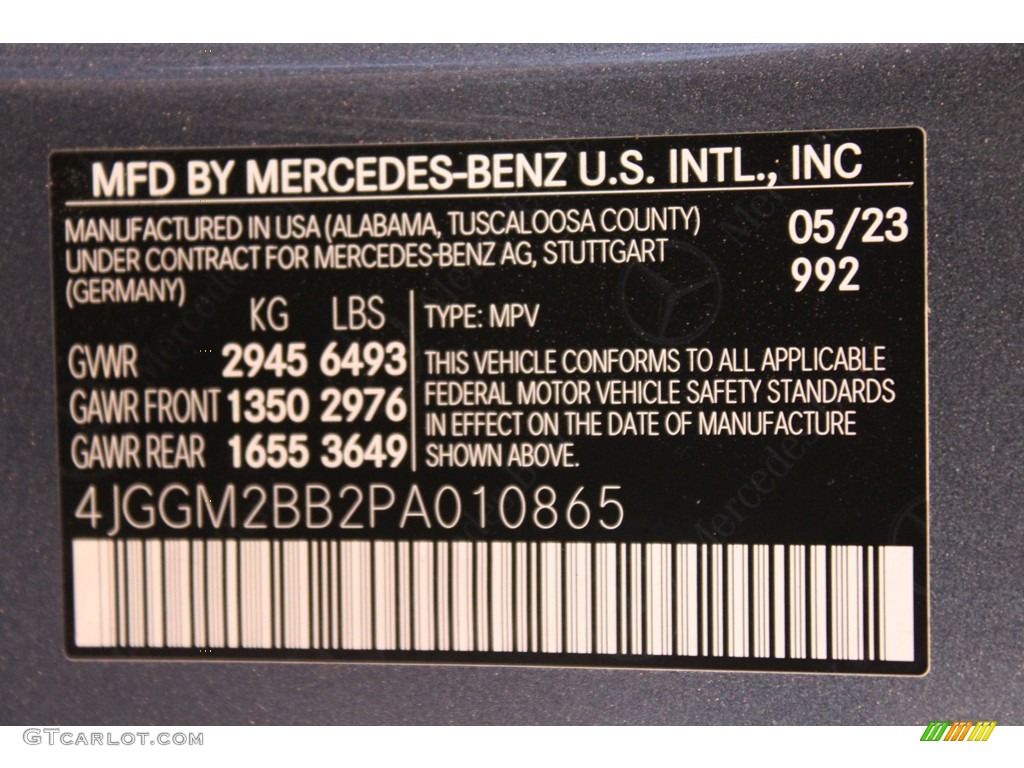 MFD BY MERCEDES-BENZ U.S. INTL., INC
MANUFACTURED IN USA (ALABAMA, TUSCALOOSA COUNTY)
UNDER CONTRACT FOR MERCEDES-BENZ AG, STUTTGART
(GERMANY)
05/23
992
KG LBS
GVWR 2945 6493
GAWR FRONT 1350 2976
GAWR REAR 1655 3649
TYPE: MPV
THIS VEHICLE CONFORMS TO ALL APPLICABLE
FEDERAL MOTOR VEHICLE SAFETY STANDARDS
IN EFFECT ON THE DATE OF MANUFACTURE
SHOWN ABOVE.
4JGGM2BB2PA010865
GTcarlot.com